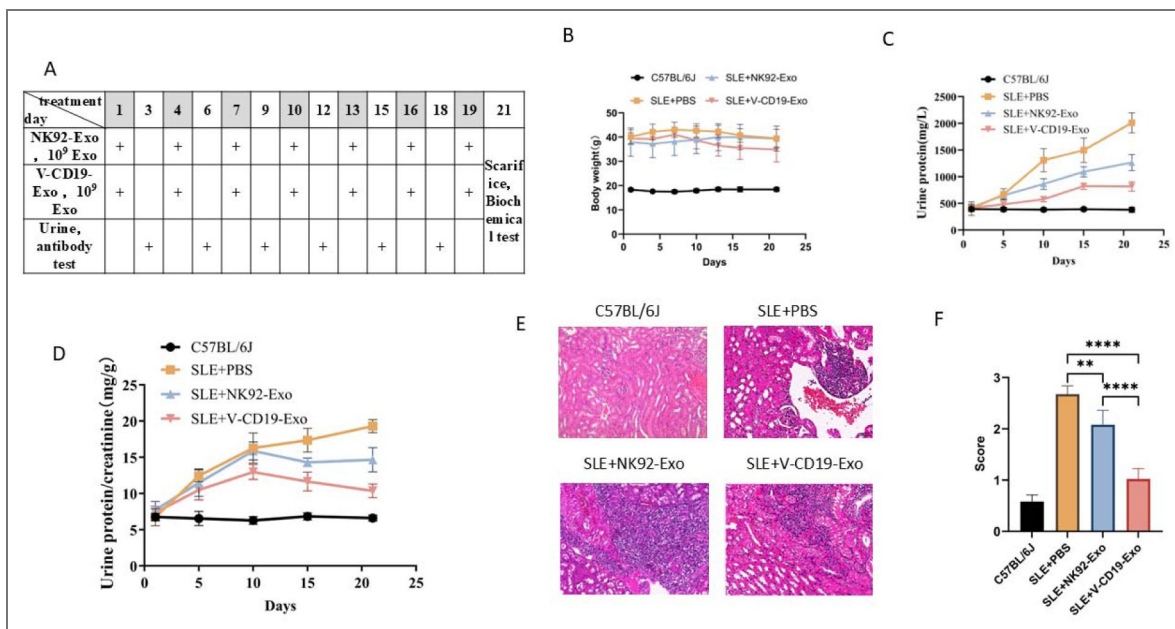 A
treatment
day
1 3 4 6 7 9 10 12 13 15 16 18 19 21
NK92-Exo
, 10⁹ Exo
+ + + + + + +
V-CD19-
Exo , 10⁹
Exo
+ + + + + + +
Urine,
antibody
test
+ + + + + +
Scarif
ice,
Bioch
emica
l test
B
C57BL/6J
SLE+NK92-Exo
SLE+PBS
SLE+V-CD19-Exo
Body weight(g)
50
40
30
20
10
0
0 5 10 15 20 25
Days
C
C57BL/6J
SLE+PBS
SLE+NK92-Exo
SLE+V-CD19-Exo
Urine protein(mg/L)
2000
1500
1000
500
0
0 5 10 15 20 25
Days
D
C57BL/6J
SLE+PBS
SLE+NK92-Exo
SLE+V-CD19-Exo
Urine protein/creatinine(mg/g)
25
20
15
10
5
0
0 5 10 15 20 25
Days
E
C57BL/6J
SLE+PBS
SLE+NK92-Exo
SLE+V-CD19-Exo
F
****
**
****
Score
3
2
1
0
C57BL/6J
SLE+PBS
SLE+NK92-Exo
SLE+V-CD19-Exo